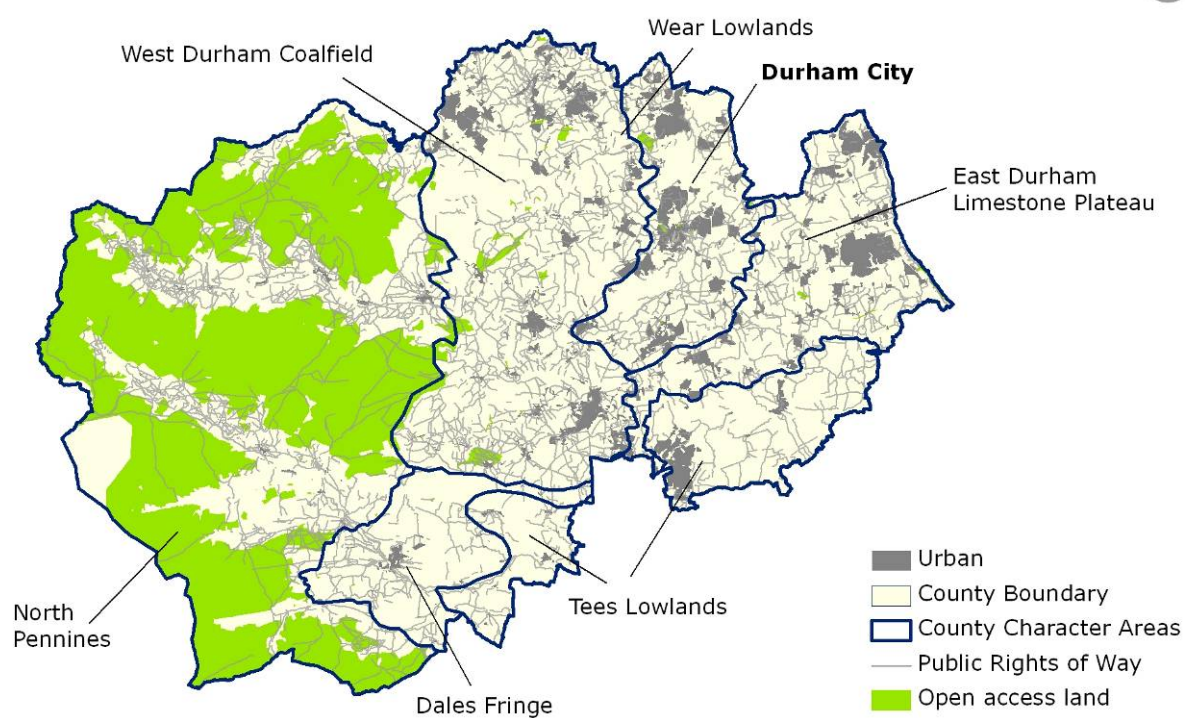 Wear Lowlands
West Durham Coalfield
Durham City
East Durham
Limestone Plateau
North
Pennines
Tees Lowlands
Dales Fringe
Urban
County Boundary
County Character Areas
Public Rights of Way
Open access land